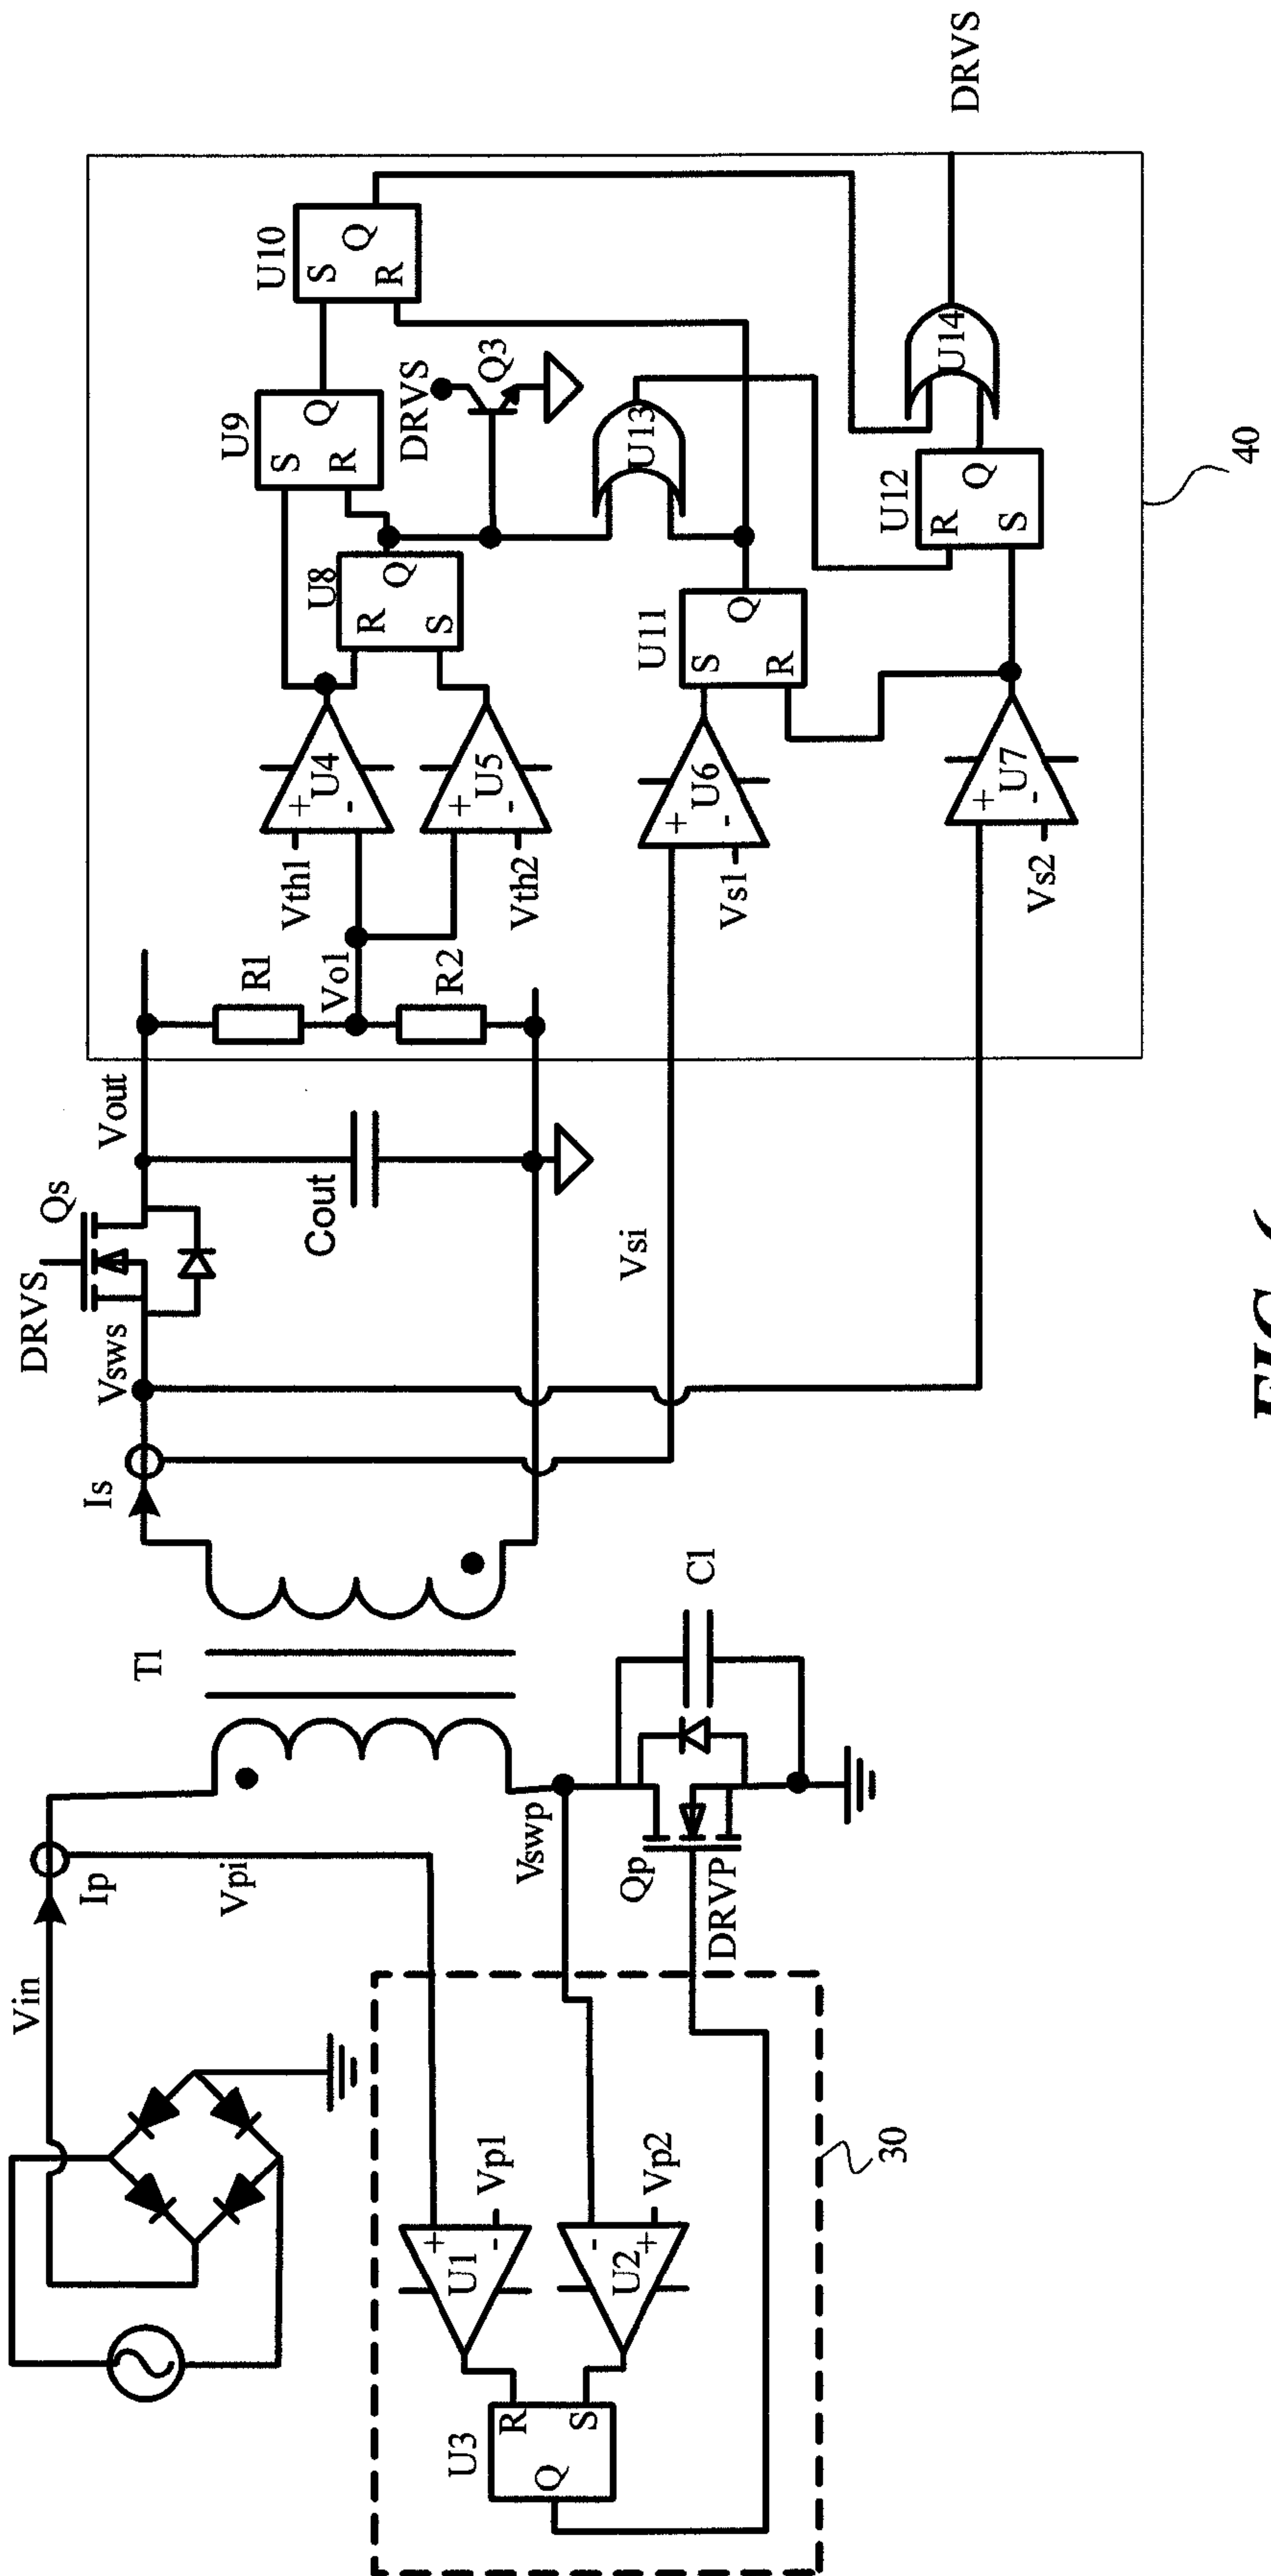 Vin
Ip
Vpi
T1
Is
Vsws
DRVS
Qs
Vout
Cout
R1
Vo1
R2
Vth1
+
-
U4
Vth2
+
-
U5
U8
R
S
Q
U9
S
R
Q
U10
S
R
Q
DRVS
Q3
U13
Vsi
Vs1
+
-
U6
U11
S
R
Q
Vs2
+
-
U7
U12
R
S
Q
U14
DRVS
40
Vswp
C1
Qp
DRVP
Vp1
+
-
U1
Vp2
-
+
U2
U3
R
S
Q
30